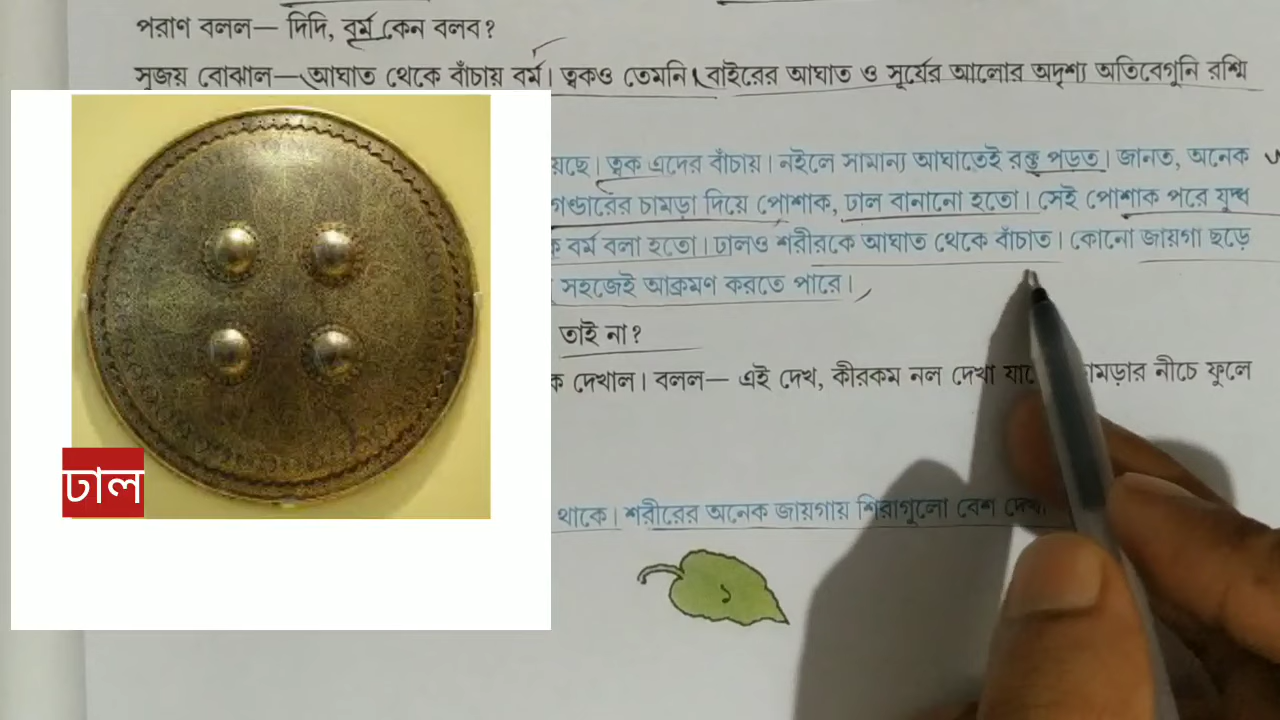 পরাণ বলল— দিদি, বর্ম কেন বলব?
সুজয় বোঝাল— আঘাত থেকে বাঁচায় বর্ম। ত্বকও তেমনি। বাইরের আঘাত ও সূর্যের আলোর অদৃশ্য অতিবেগুনি রশ্মি
য়েছে। ত্বক এদের বাঁচায়। নইলে সামান্য আঘাতেই রক্ত পড়ত। জানত, অনেক
গণ্ডারের চামড়া দিয়ে পোশাক, ঢাল বানানো হতো। সেই পোশাক পরে যুদ্ধ
ক বর্ম বলা হতো। ঢালও শরীরকে আঘাত থেকে বাঁচাত। কোনো জায়গা ছড়ে
সহজেই আক্রমণ করতে পারে।
তাই না?
ক দেখাল। বলল— এই দেখ, কীরকম নল দেখা চামড়ার নীচে ফুলে
ঢাল
থাকে। শরীরের অনেক জায়গায় শিরাগুলো বেশ